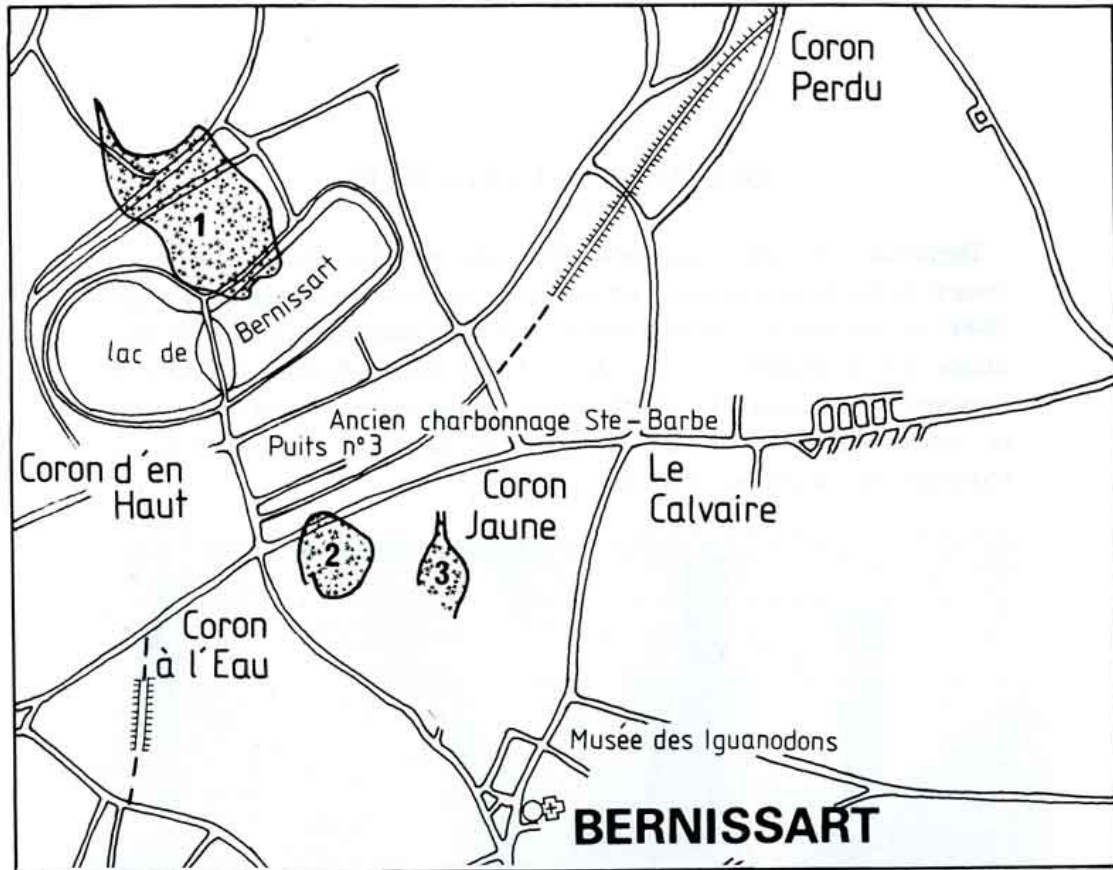 Coron
Perdu
1
Bernissart
lac de
Ancien charbonnage Ste-Barbe
Puits n°3
Coron d'en
Haut
Coron
Jaune
Le
Calvaire
2
3
Coron
à l'Eau
Musée des Iguanodons
BERNISSART